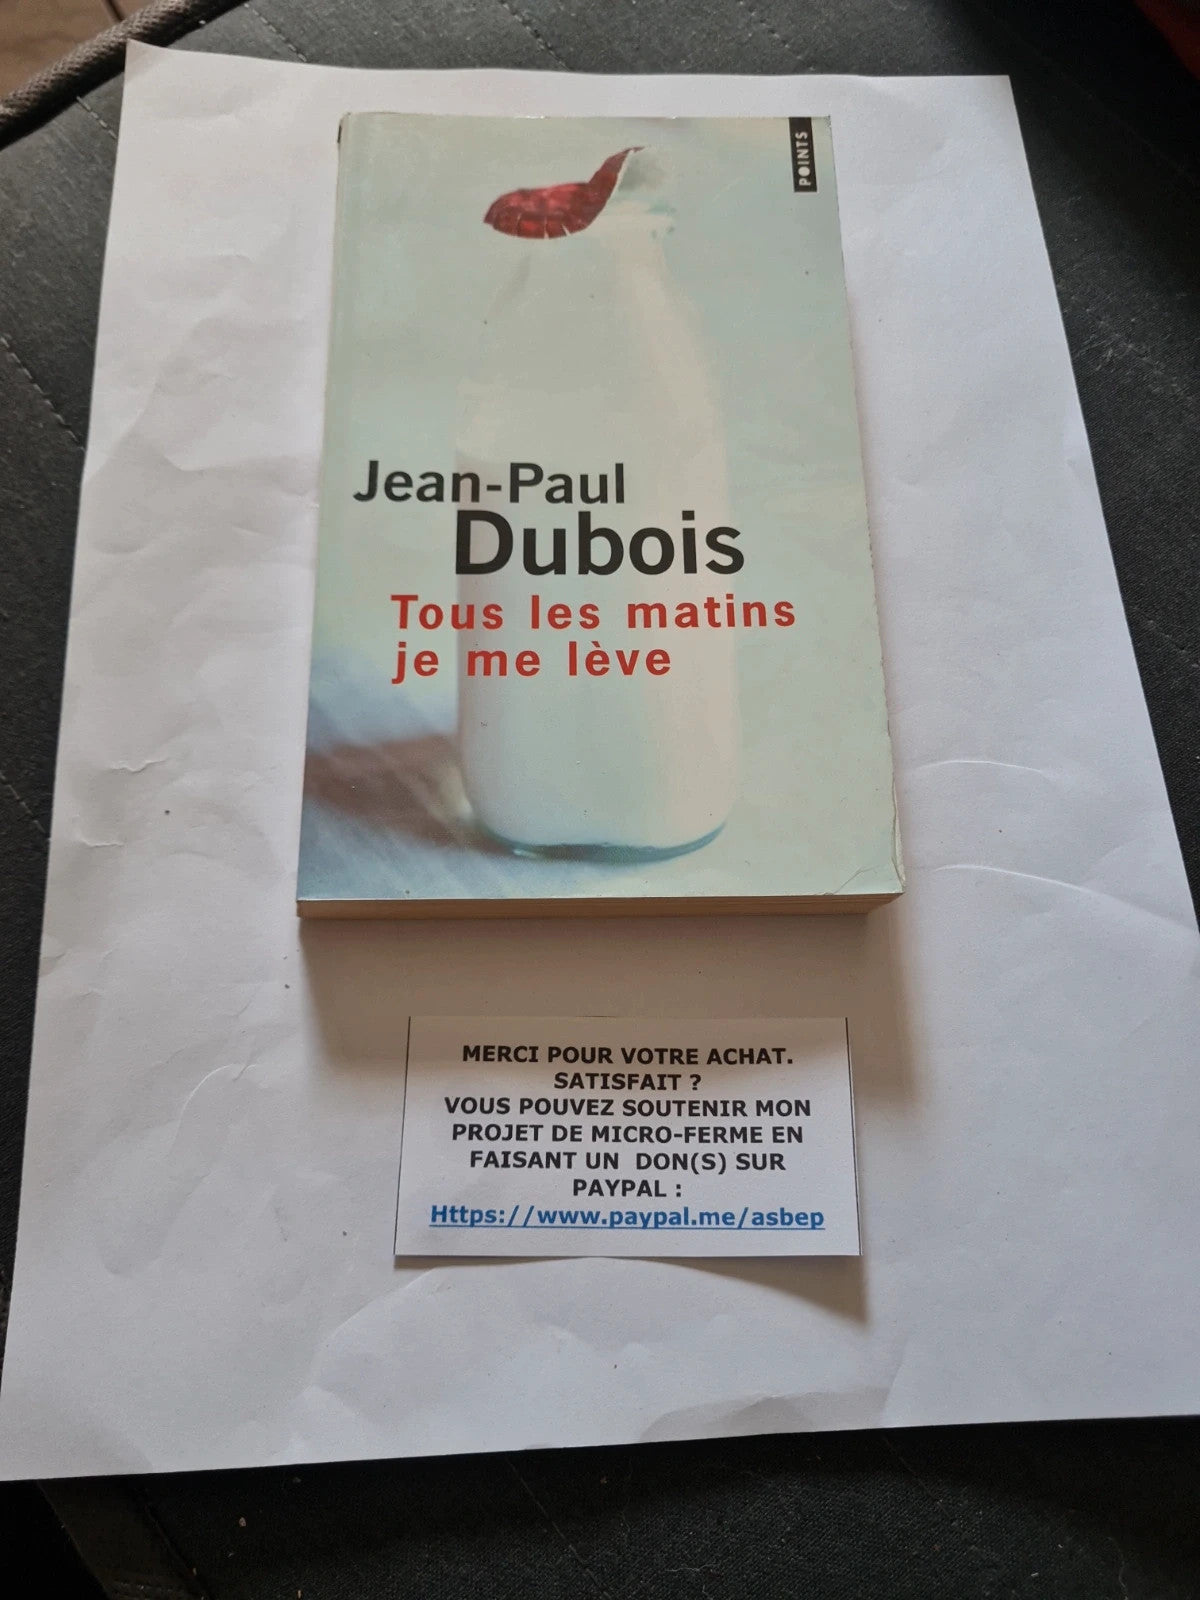 POINTS
Jean-Paul
Dubois
Tous les matins
je me lève
MERCI POUR VOTRE ACHAT.
SATISFAIT ?
VOUS POUVEZ SOUTENIR MON
PROJET DE MICRO-FERME EN
FAISANT UN DON(S) SUR
PAYPAL :
Https://www.paypal.me/asbep